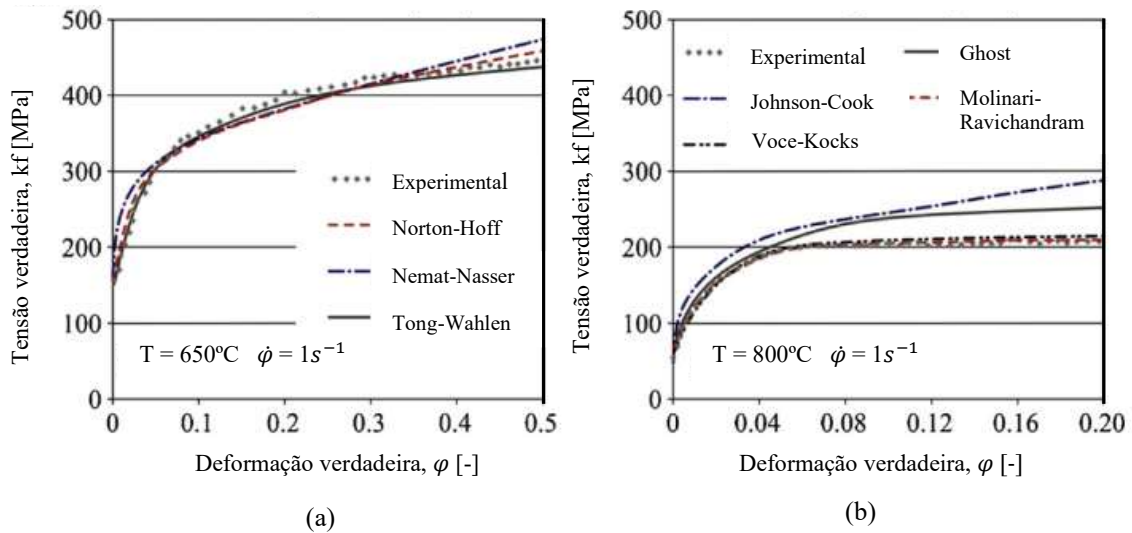 Tensão verdadeira, kf [MPa]
500
400
300
200
100
0
Experimental
Norton-Hoff
Nemat-Nasser
Tong-Wahlen
T = 650ºC φ̇ = 1s⁻¹
0 0.1 0.2 0.3 0.4 0.5
Deformação verdadeira, φ [-]
(a)
Tensão verdadeira, kf [MPa]
500
400
300
200
100
0
Experimental
Johnson-Cook
Voce-Kocks
Ghost
Molinari-
Ravichandram
T = 800ºC φ̇ = 1s⁻¹
0 0.04 0.08 0.12 0.16 0.20
Deformação verdadeira, φ [-]
(b)